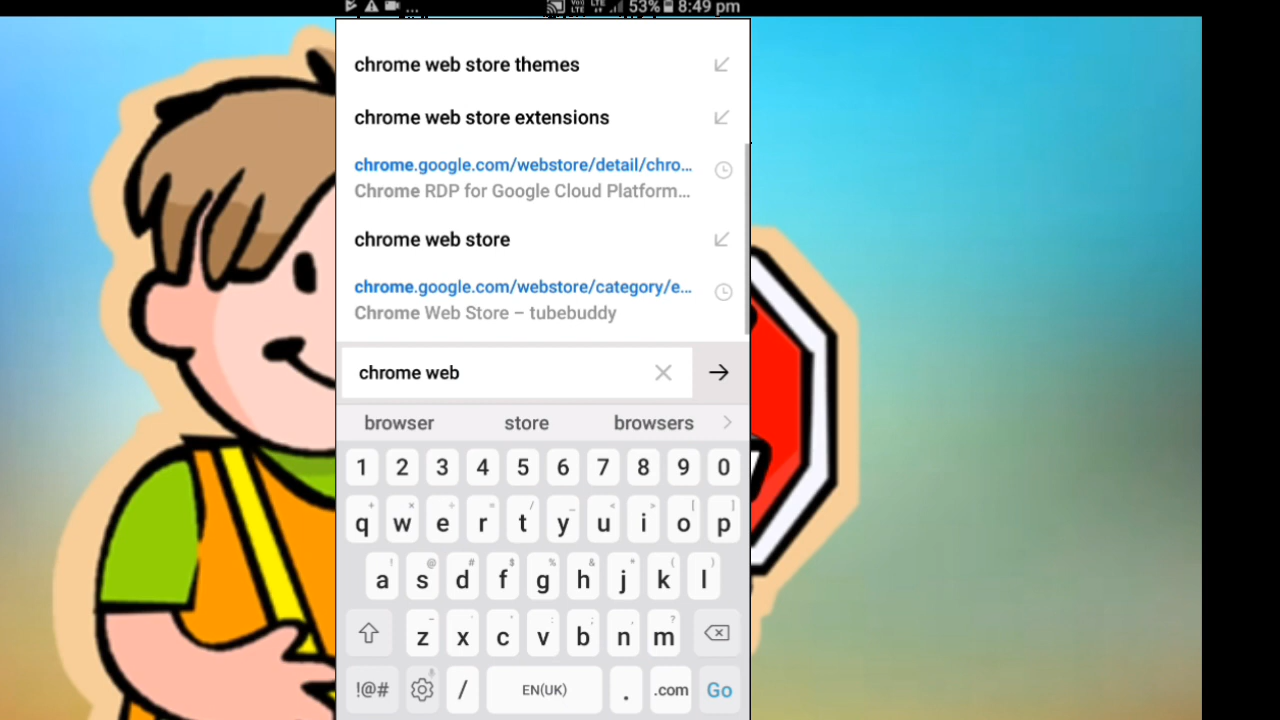 ... VoLTE LTE 53% 8:49 pm
chrome web store themes
chrome web store extensions
chrome.google.com/webstore/detail/chro...
Chrome RDP for Google Cloud Platform...
chrome web store
chrome.google.com/webstore/category/e...
Chrome Web Store – tubebuddy
chrome web
browser store browsers
1 2 3 4 5 6 7 8 9 0
q w e r t y u i o p
a s d f g h j k l
z x c v b n m
!@# / EN(UK) . .com Go